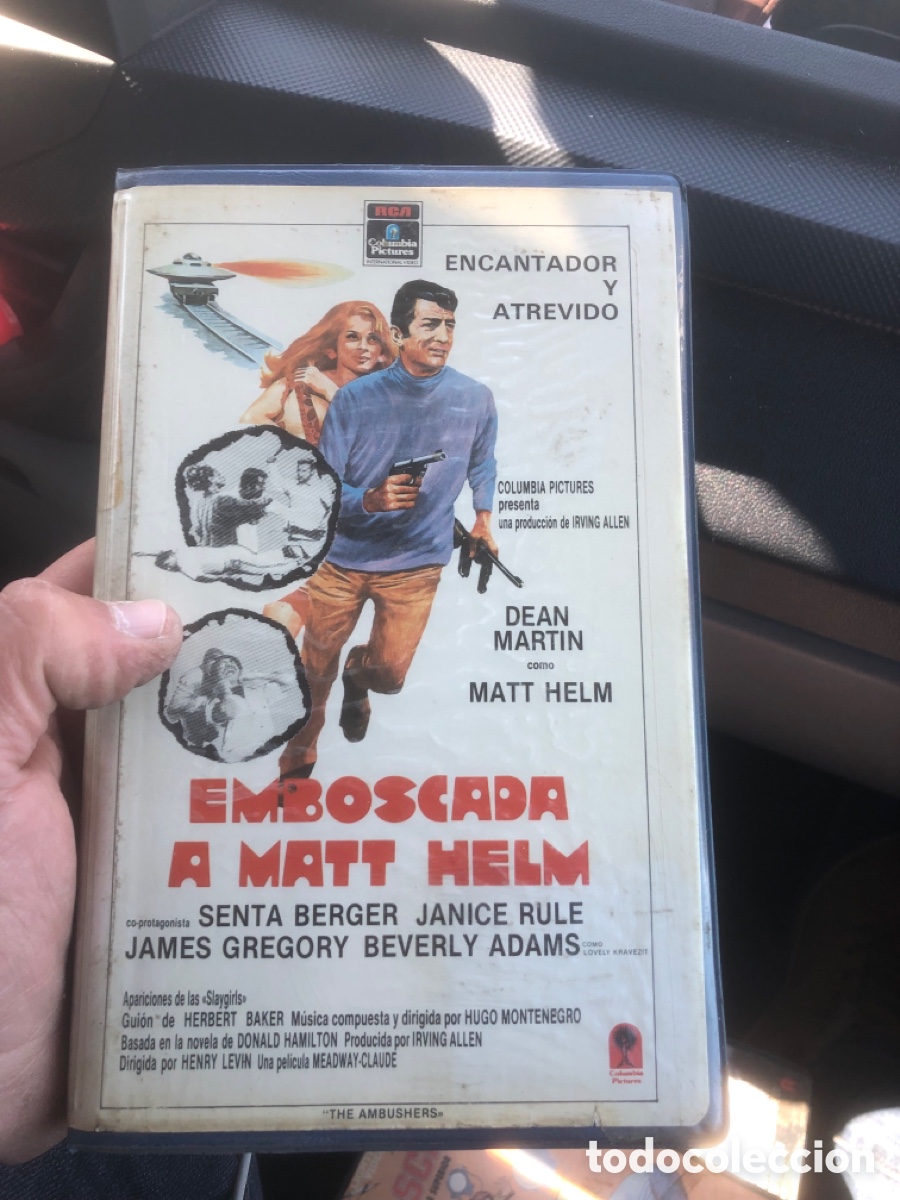 RCA
Columbia
Pictures
INTERNATIONAL VIDEO
ENCANTADOR
Y
ATREVIDO
COLUMBIA PICTURES
presenta
una producción de IRVING ALLEN
DEAN
MARTIN
como
MATT HELM
EMBOSCADA
A MATT HELM
co-protagonista SENTA BERGER JANICE RULE
JAMES GREGORY BEVERLY ADAMS COMO
LOVELY KRAVEZIT
Apariciones de las «Slaygirls»
Guión de HERBERT BAKER Música compuesta y dirigida por HUGO MONTENEGRO
Basada en la novela de DONALD HAMILTON Producida por IRVING ALLEN
Dirigida por HENRY LEVIN Una película MEADWAY-CLAUDE
Columbia
Pictures
"THE AMBUSHERS»
todocoleccion